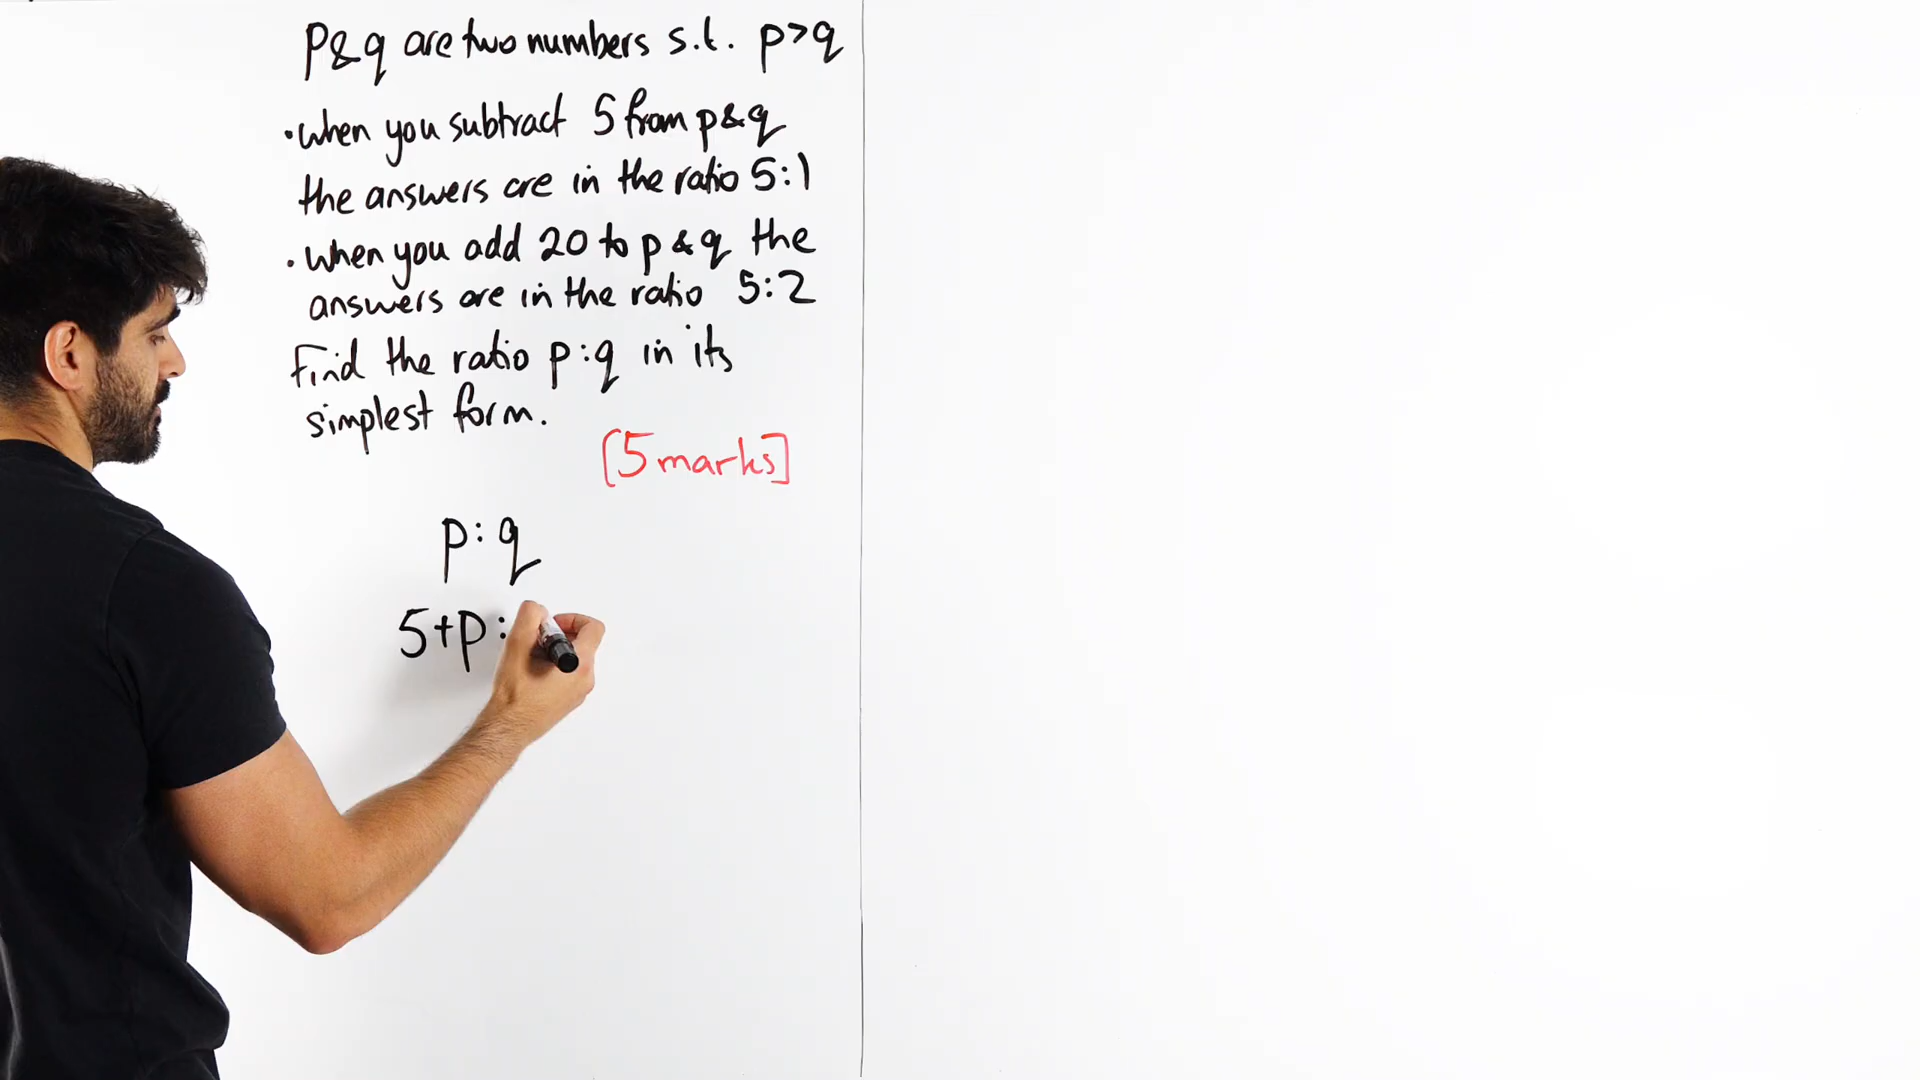 p&q are two numbers s.t. p>q
• when you subtract 5 from p&q
the answers are in the ratio 5:1
• when you add 20 to p & q the
answers are in the ratio 5:2
Find the ratio p:q in its
simplest form.
[5 marks]
p:q
5+p: